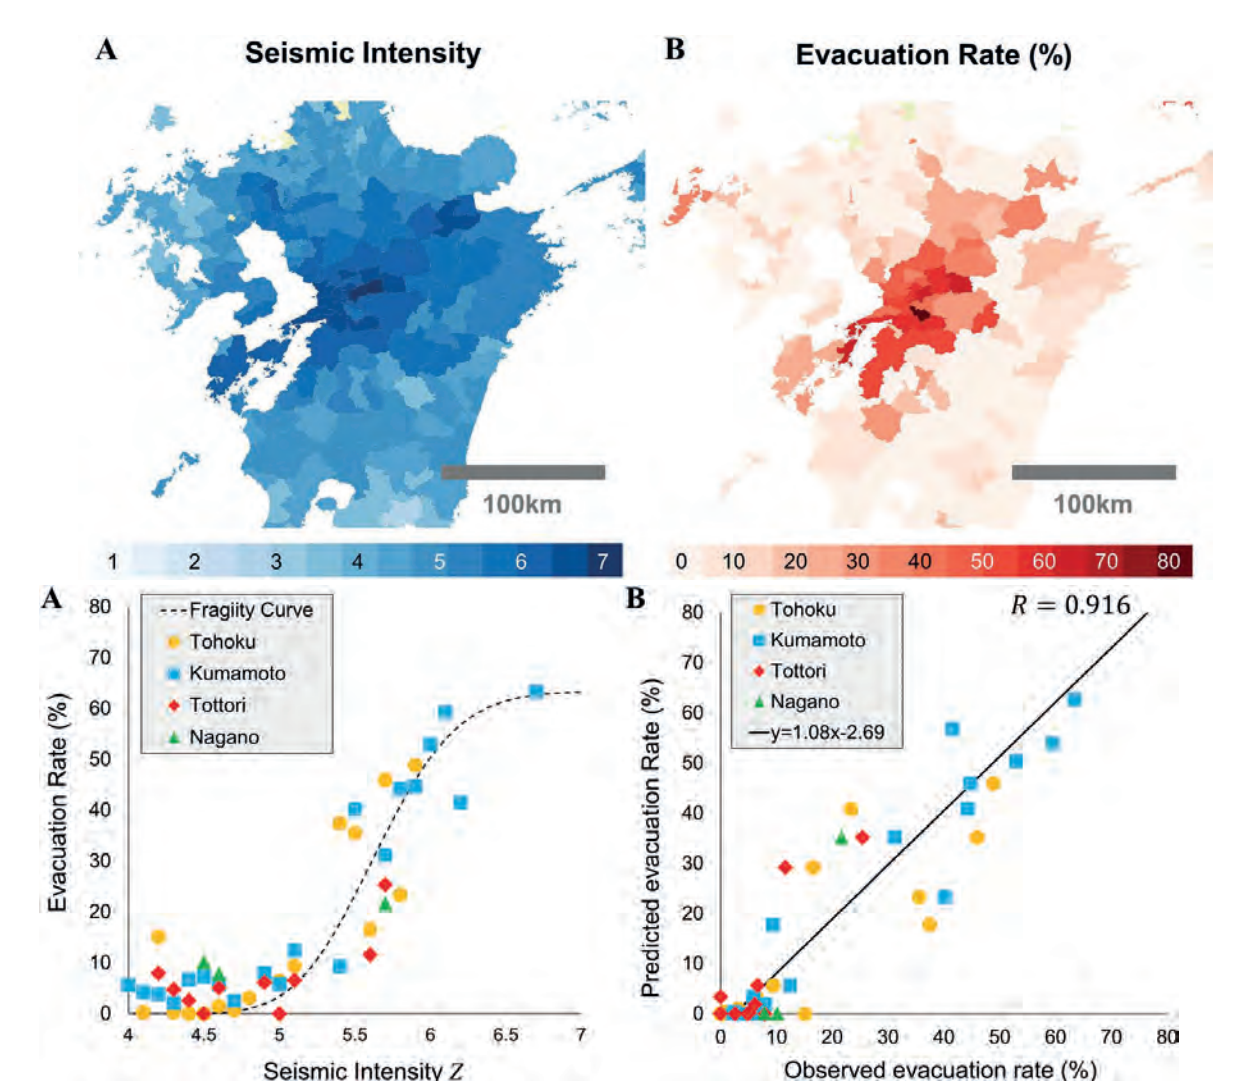 A
Seismic Intensity
B
Evacuation Rate (%)
100km
100km
1 2 3 4 5 6 7
0 10 20 30 40 50 60 70 80
A
80
70
60
50
40
30
20
10
0
Evacuation Rate (%)
Fragiity Curve
Tohoku
Kumamoto
Tottori
Nagano
4 4.5 5 5.5 6 6.5 7
Seismic Intensity Z
B
80
70
60
50
40
30
20
10
0
Predicted evacuation Rate (%)
Tohoku
Kumamoto
Tottori
Nagano
y=1.08x-2.69
R = 0.916
0 10 20 30 40 50 60 70 80
Observed evacuation rate (%)